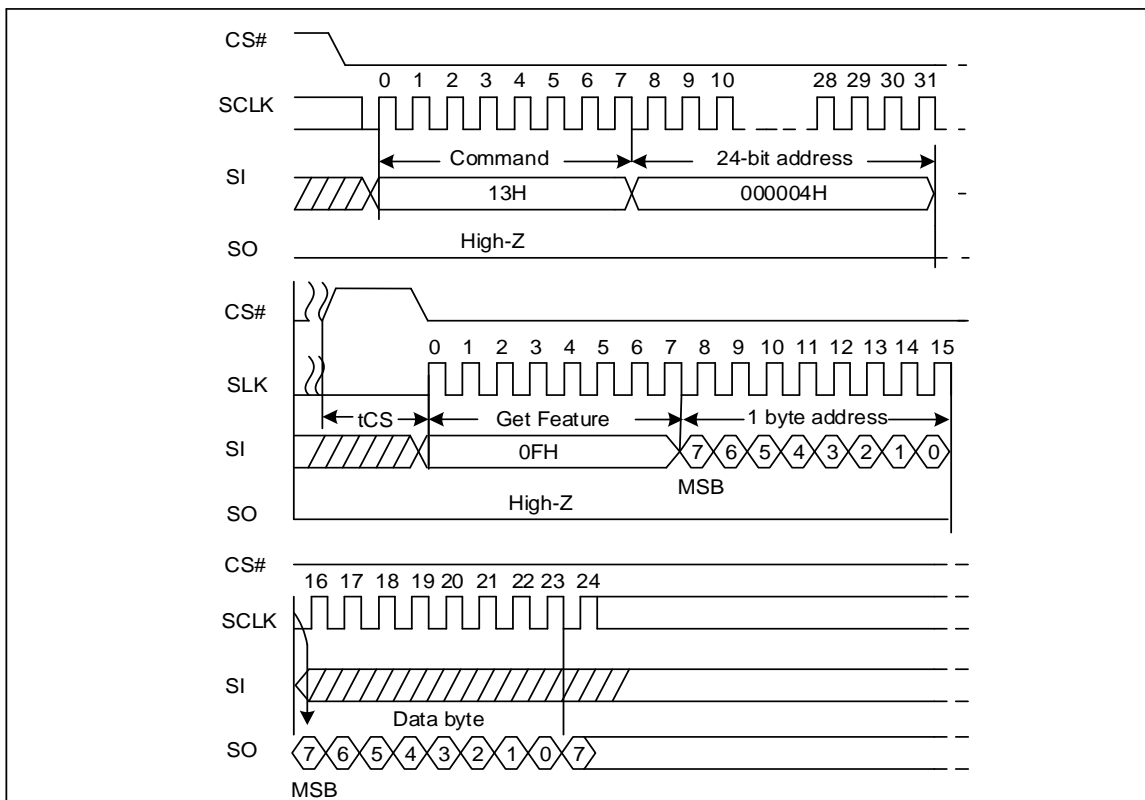 CS#
0 1 2 3 4 5 6 7 8 9 10 28 29 30 31
SCLK
Command 24-bit address
SI
13H 000004H
High-Z
SO
CS#
0 1 2 3 4 5 6 7 8 9 10 11 12 13 14 15
SLK
tCS Get Feature 1 byte address
SI
0FH 7 6 5 4 3 2 1 0
MSB
High-Z
SO
CS#
16 17 18 19 20 21 22 23 24
SCLK
SI
Data byte
SO 7 6 5 4 3 2 1 0 7
MSB